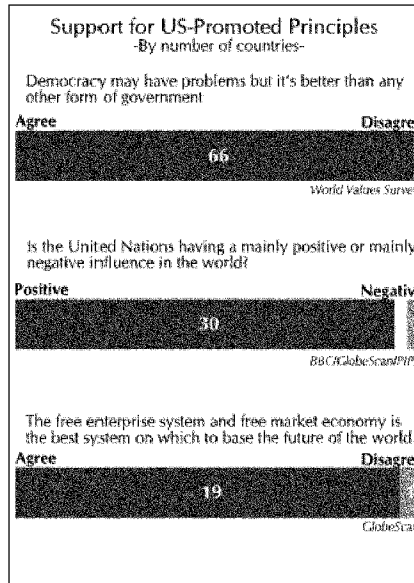 Support for US-Promoted Principles
-By number of countries-
Democracy may have problems but it's better than any
other form of government
Agree Disagre
66
World Values Surve
Is the United Nations having a mainly positive or mainly
negative influence in the world?
Positive Negativ
30
BBC/GlobeScan/PIP
The free enterprise system and free market economy is
the best system on which to base the future of the world
Agree Disagre
19
GlobeSca